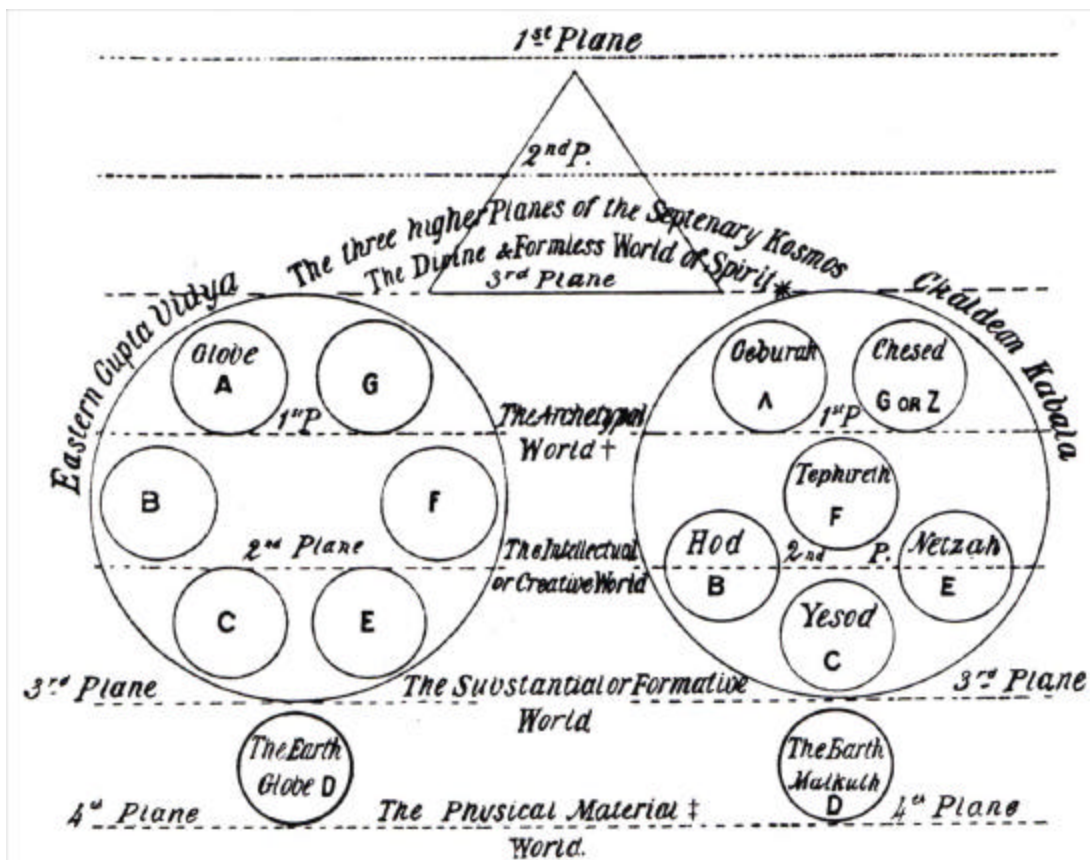 1st Plane
2nd P.
The three higher Planes of the Septenary Kosmos
The Divine & Formless World of Spirit *
3rd Plane
Eastern Gupta Vidya
Chaldean Kabala
Globe
A
G
1st P
Geburah
A
Chesed
G OR Z
1st P
The Archetypal
World †
B
F
Tephireth
F
2nd Plane
The Intellectual
or Creative World
Hod
B
2nd P.
Netzah
E
C
E
Yesod
C
3rd Plane
The Substantial or Formative
World.
3rd Plane
The Earth
Globe D
The Earth
Malkuth
D
4th Plane
The Physical Material ‡
World.
4th Plane